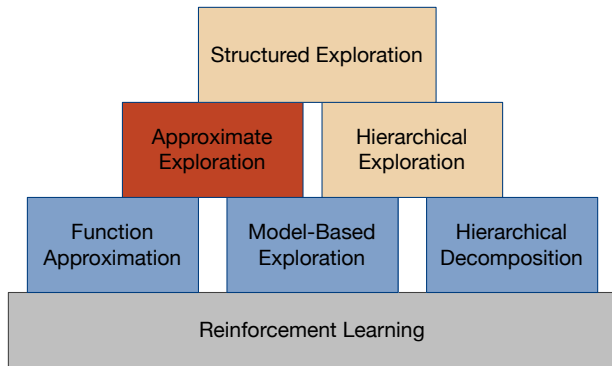 Structured Exploration
Approximate
Exploration
Hierarchical
Exploration
Function
Approximation
Model-Based
Exploration
Hierarchical
Decomposition
Reinforcement Learning